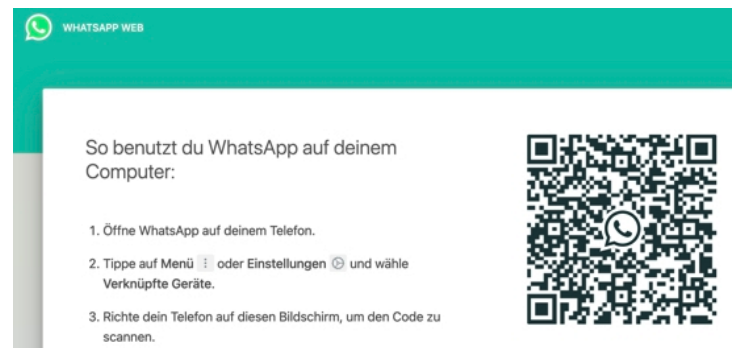 WHATSAPP WEB
So benutzt du WhatsApp auf deinem
Computer:
1. Öffne WhatsApp auf deinem Telefon.
2. Tippe auf Menü oder Einstellungen und wähle
Verknüpfte Geräte.
3. Richte dein Telefon auf diesen Bildschirm, um den Code zu
scannen.